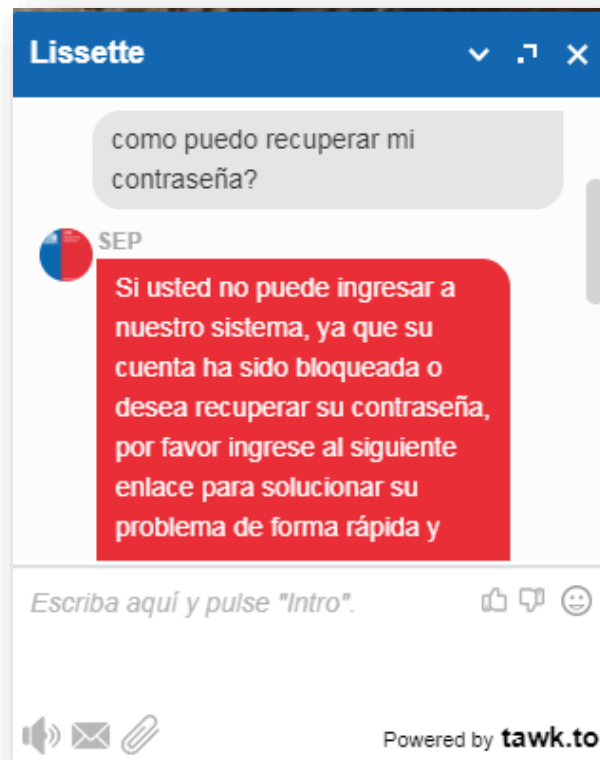 Lissette
como puedo recuperar mi
contraseña?
SEP
Si usted no puede ingresar a
nuestro sistema, ya que su
cuenta ha sido bloqueada o
desea recuperar su contraseña,
por favor ingrese al siguiente
enlace para solucionar su
problema de forma rápida y
Escriba aquí y pulse "Intro".
Powered by tawk.to